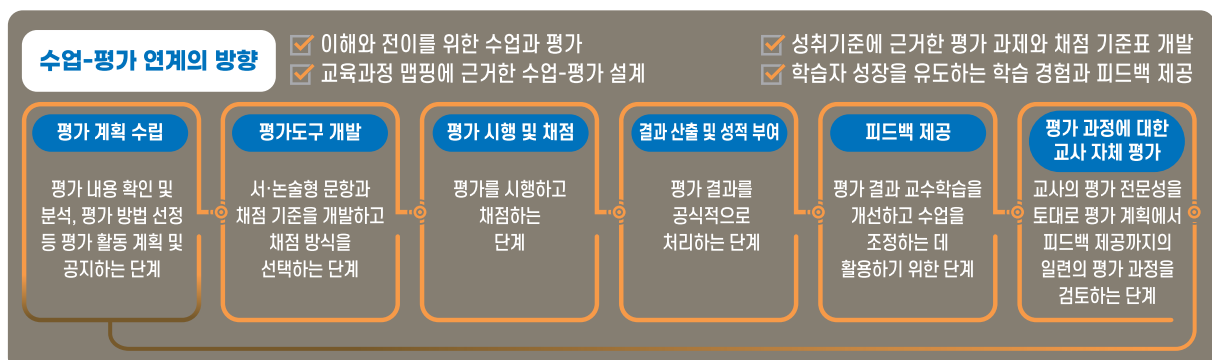 수업-평가 연계의 방향
이해와 전이를 위한 수업과 평가
교육과정 맵핑에 근거한 수업-평가 설계
성취기준에 근거한 평가 과제와 채점 기준표 개발
학습자 성장을 유도하는 학습 경험과 피드백 제공
평가 계획 수립
평가 내용 확인 및
분석, 평가 방법 선정
등 평가 활동 계획 및
공지하는 단계
평가도구 개발
서·논술형 문항과
채점 기준을 개발하고
채점 방식을
선택하는 단계
평가 시행 및 채점
평가를 시행하고
채점하는
단계
결과 산출 및 성적 부여
평가 결과를
공식적으로
처리하는 단계
피드백 제공
평가 결과 교수학습을
개선하고 수업을
조정하는 데
활용하기 위한 단계
평가 과정에 대한
교사 자체 평가
교사의 평가 전문성을
토대로 평가 계획에서
피드백 제공까지의
일련의 평가 과정을
검토하는 단계